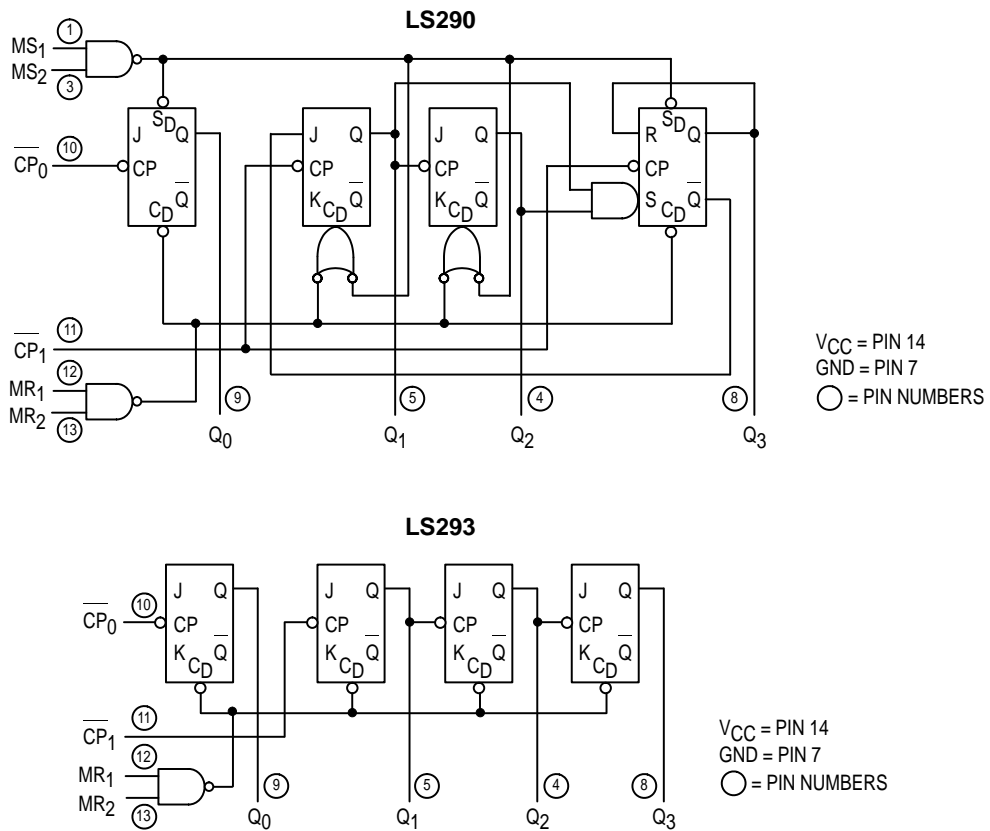 LS290
MS1
1
MS2
3
SD
J Q
CP0
10
CP
Q
CD
J Q
CP
K Q
CD
J Q
CP
K Q
CD
SD
R Q
CP
S Q
CD
CP1
11
MR1
12
MR2
13
9
5
4
8
Q0
Q1
Q2
Q3
VCC = PIN 14
GND = PIN 7
= PIN NUMBERS
LS293
CP0
10
J Q
CP
K Q
CD
J Q
CP
K Q
CD
J Q
CP
K Q
CD
J Q
CP
K Q
CD
CP1
11
MR1
12
MR2
13
9
5
4
8
Q0
Q1
Q2
Q3
VCC = PIN 14
GND = PIN 7
= PIN NUMBERS